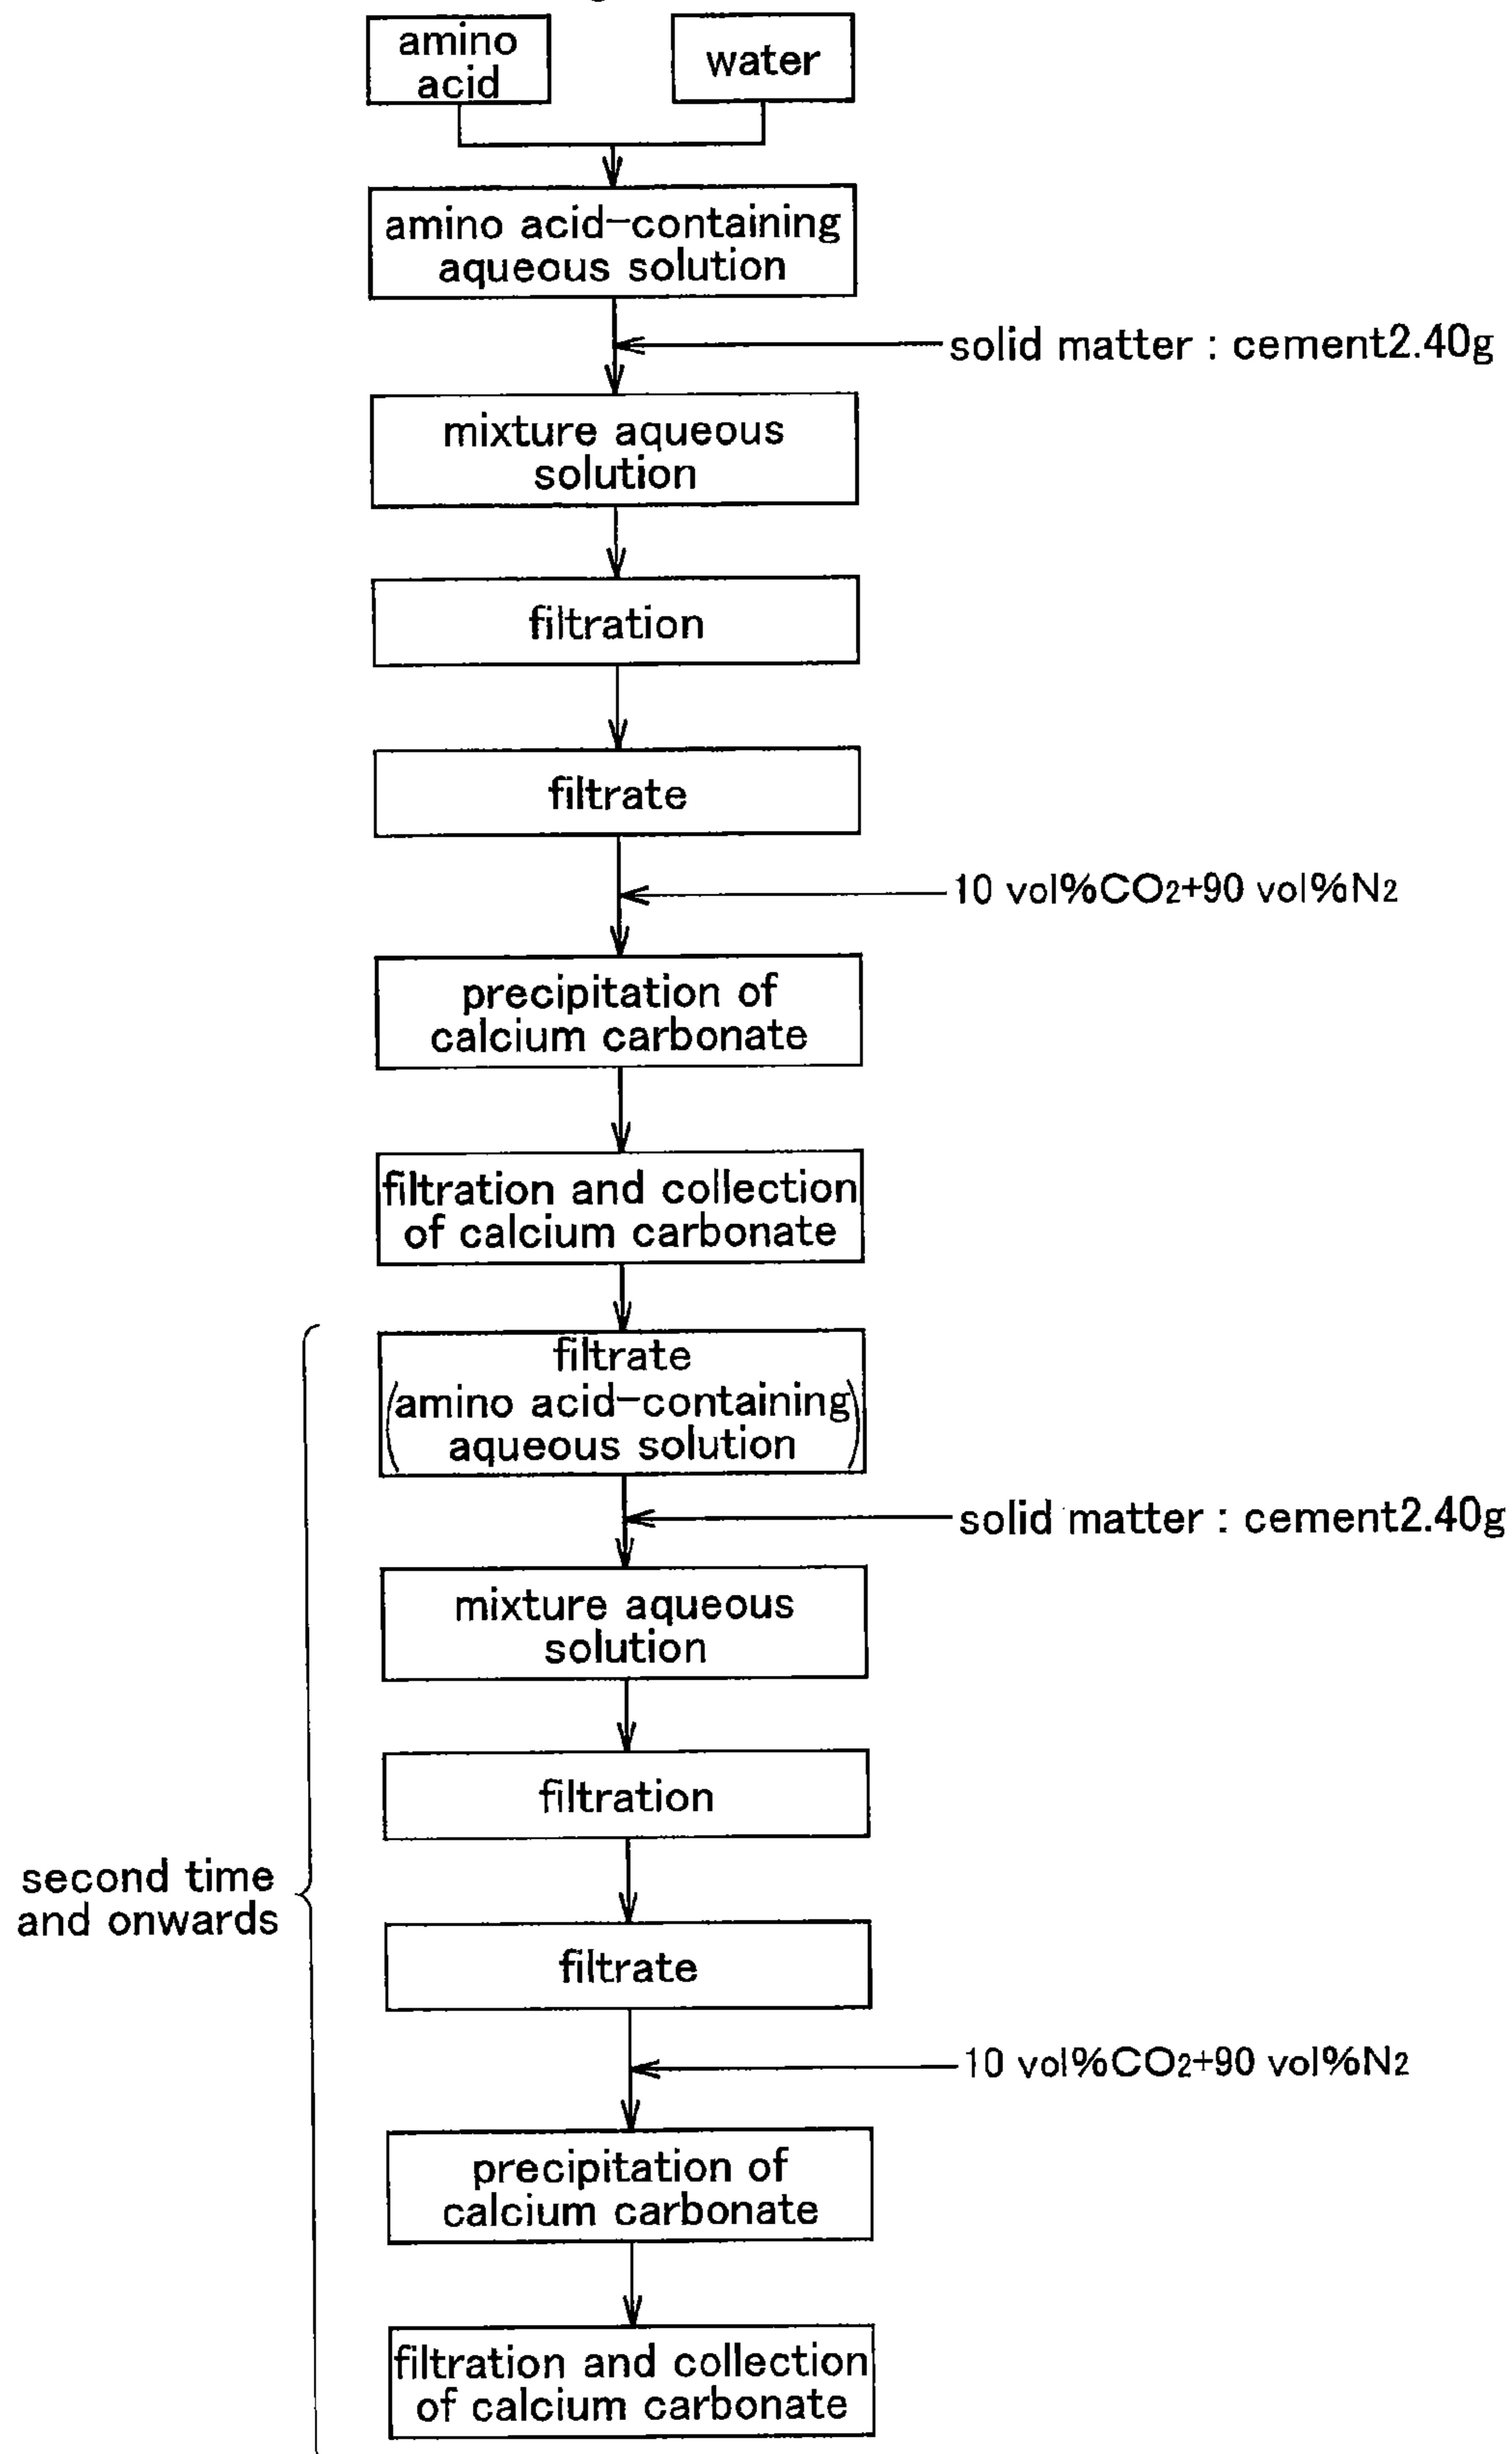 amino
acid
water
amino acid-containing
aqueous solution
solid matter : cement2.40g
mixture aqueous
solution
filtration
filtrate
10 vol%CO2+90 vol%N2
precipitation of
calcium carbonate
filtration and collection
of calcium carbonate
filtrate
(amino acid-containing
aqueous solution)
solid matter : cement2.40g
mixture aqueous
solution
filtration
second time
and onwards
filtrate
10 vol%CO2+90 vol%N2
precipitation of
calcium carbonate
filtration and collection
of calcium carbonate